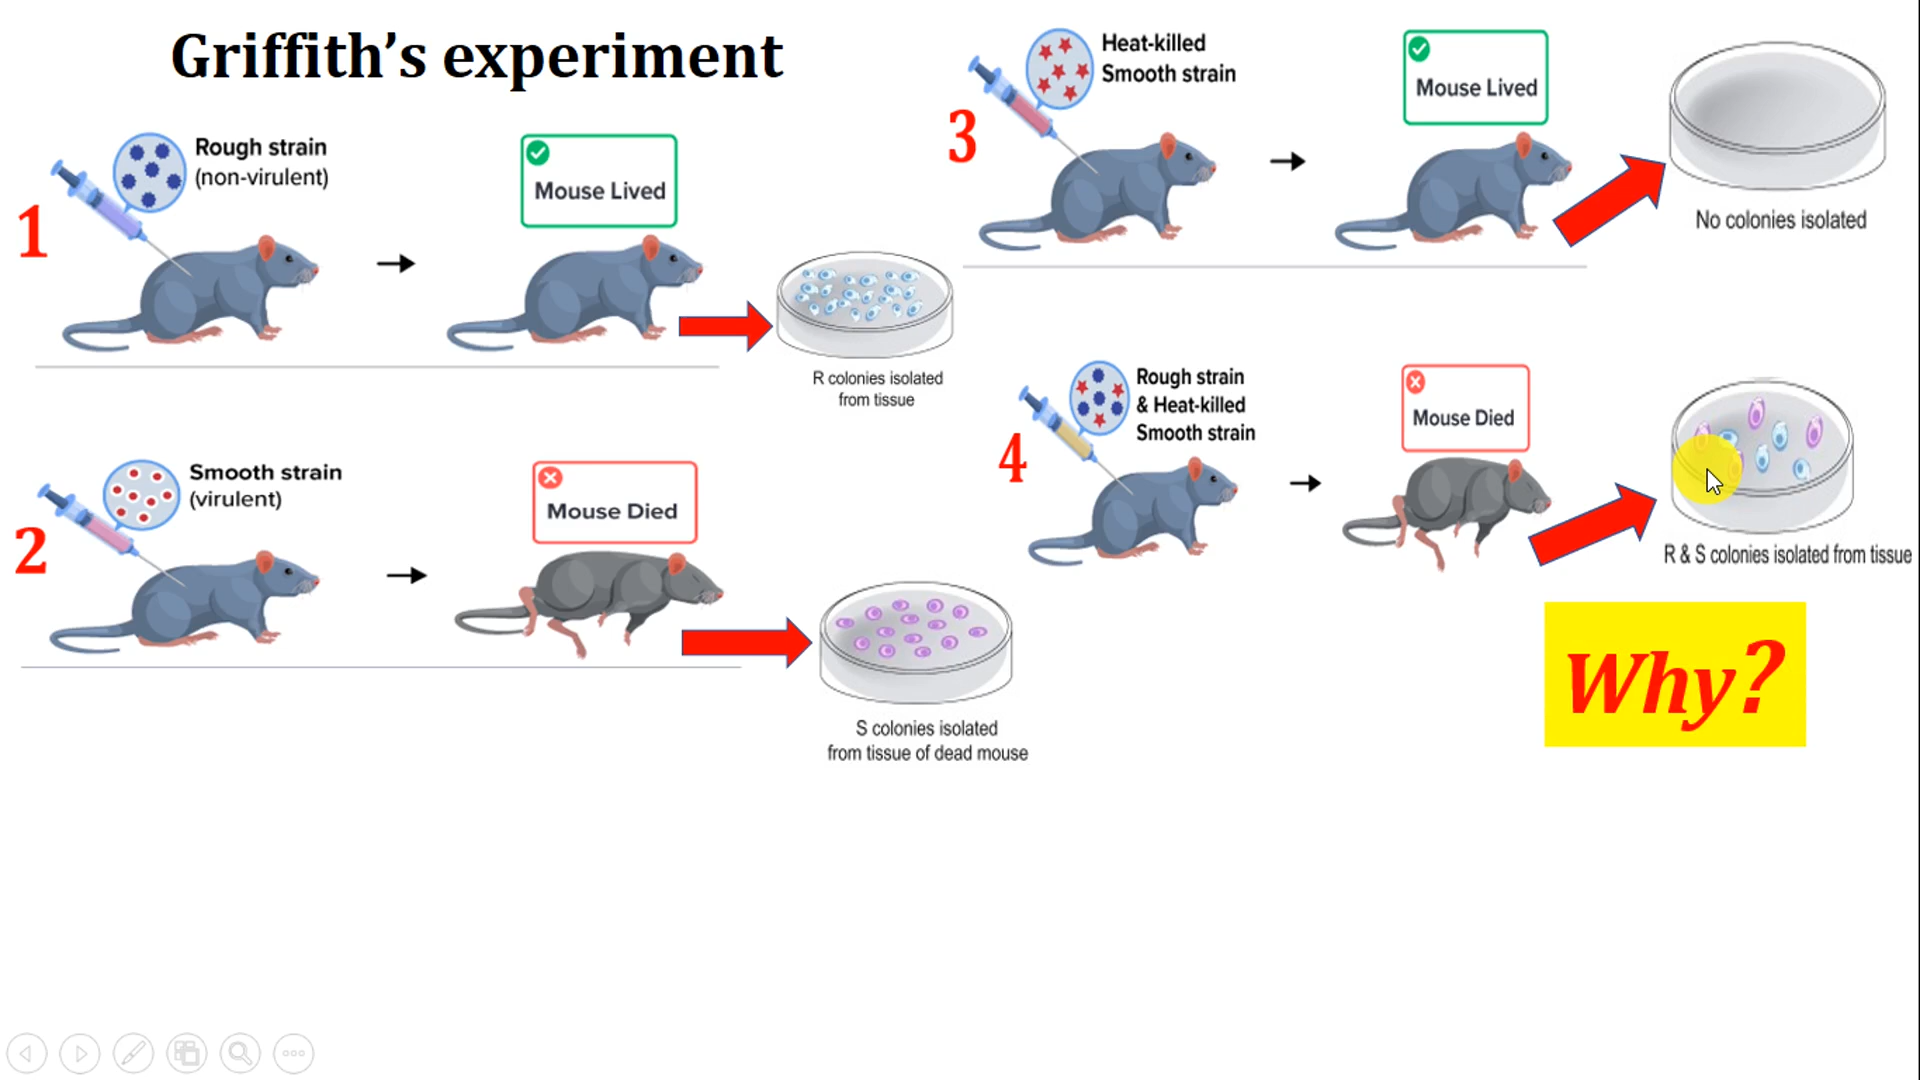 Griffith’s experiment
1
Rough strain
(non-virulent)
Mouse Lived
R colonies isolated
from tissue
2
Smooth strain
(virulent)
Mouse Died
S colonies isolated
from tissue of dead mouse
3
Heat-killed
Smooth strain
Mouse Lived
No colonies isolated
4
Rough strain
& Heat-killed
Smooth strain
Mouse Died
R & S colonies isolated from tissue
Why?